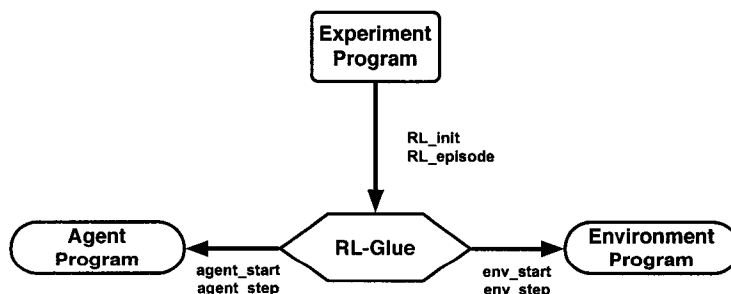 Experiment
Program
RL_init
RL_episode
Agent
Program
RL-Glue
Environment
Program
agent_start
agent_step
env_start
env_step